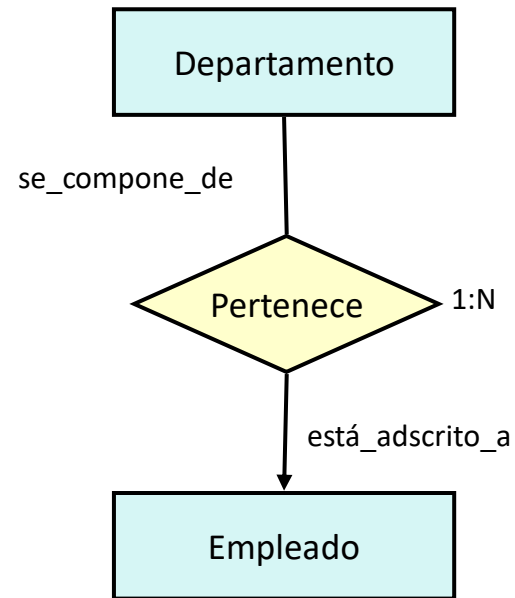 Departamento
se_compone_de
Pertenece
1:N
está_adscrito_a
Empleado